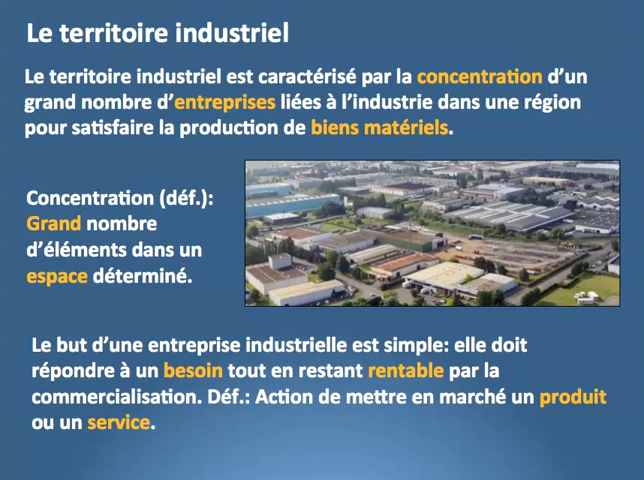 Le territoire industriel
Le territoire industriel est caractérisé par la concentration d’un
grand nombre d’entreprises liées à l’industrie dans une région
pour satisfaire la production de biens matériels.
Concentration (déf.):
Grand nombre
d’éléments dans un
espace déterminé.
Le but d’une entreprise industrielle est simple: elle doit
répondre à un besoin tout en restant rentable par la
commercialisation. Déf.: Action de mettre en marché un produit
ou un service.